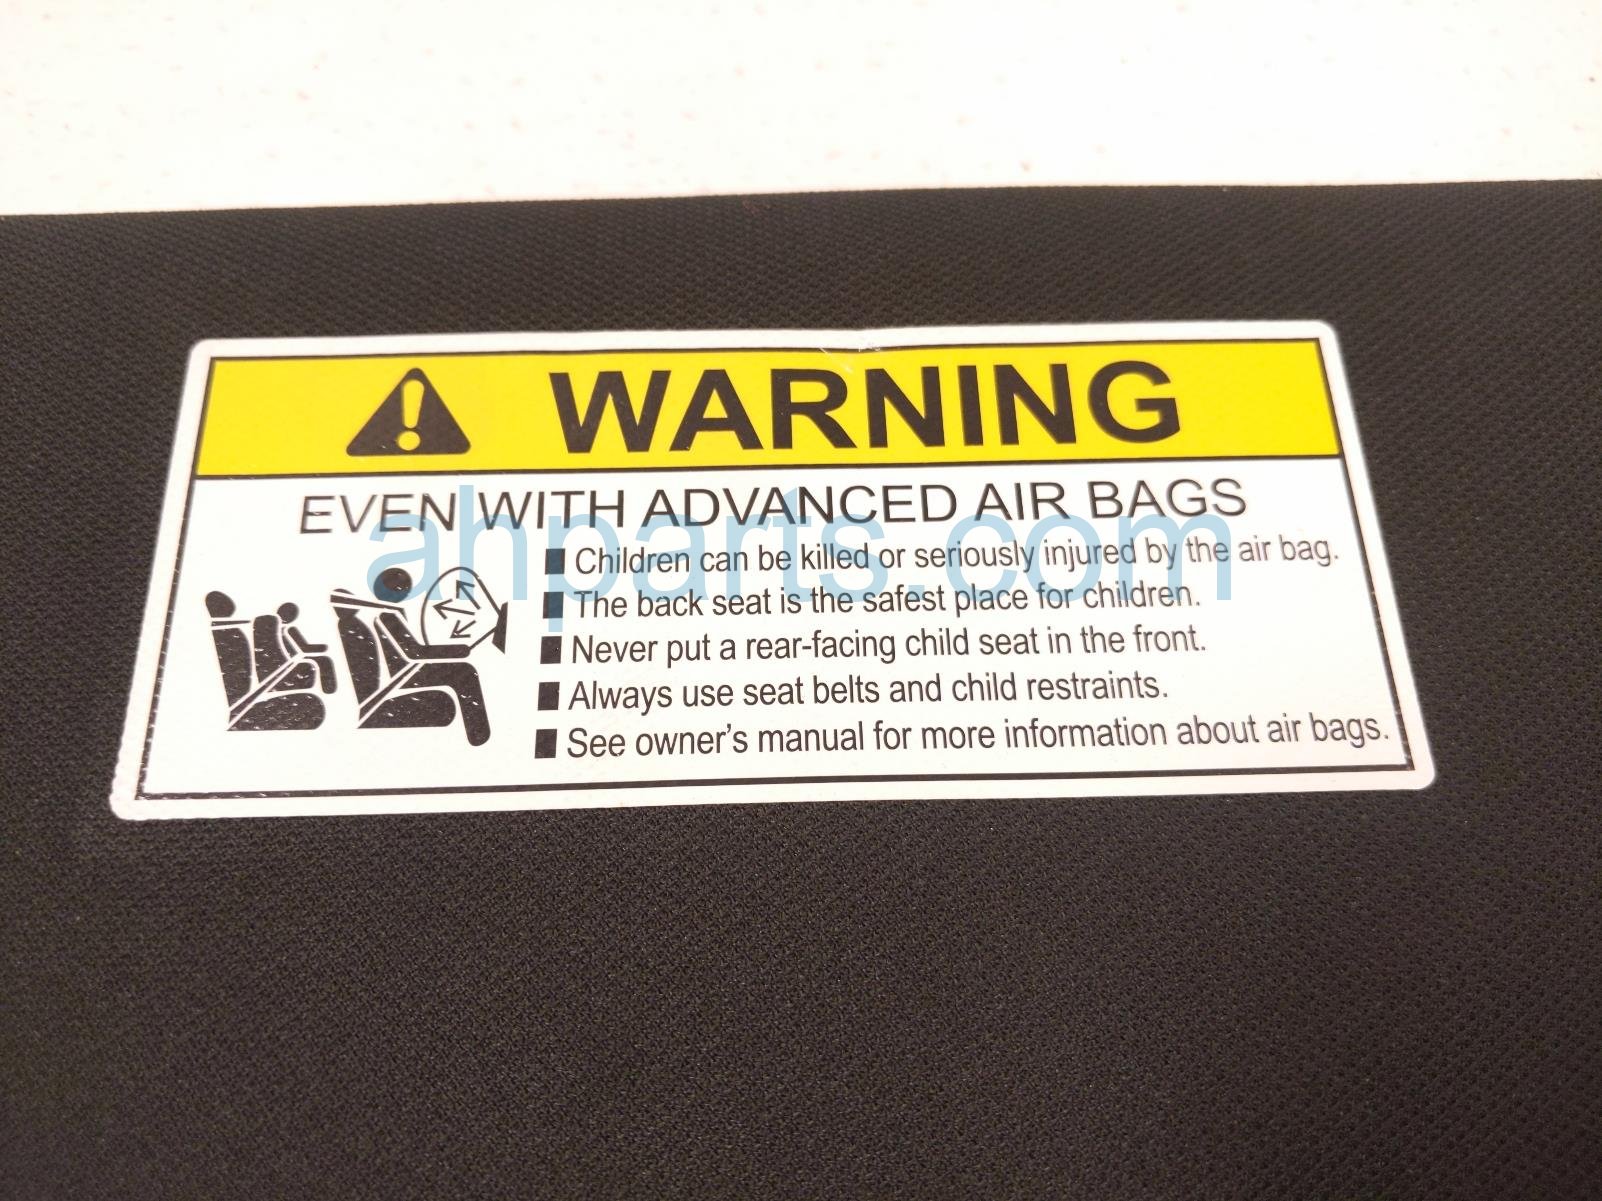 WARNING
EVEN WITH ADVANCED AIR BAGS
■ Children can be killed or seriously injured by the air bag.
■ The back seat is the safest place for children.
■ Never put a rear-facing child seat in the front.
■ Always use seat belts and child restraints.
■ See owner's manual for more information about air bags.
ahparts.com